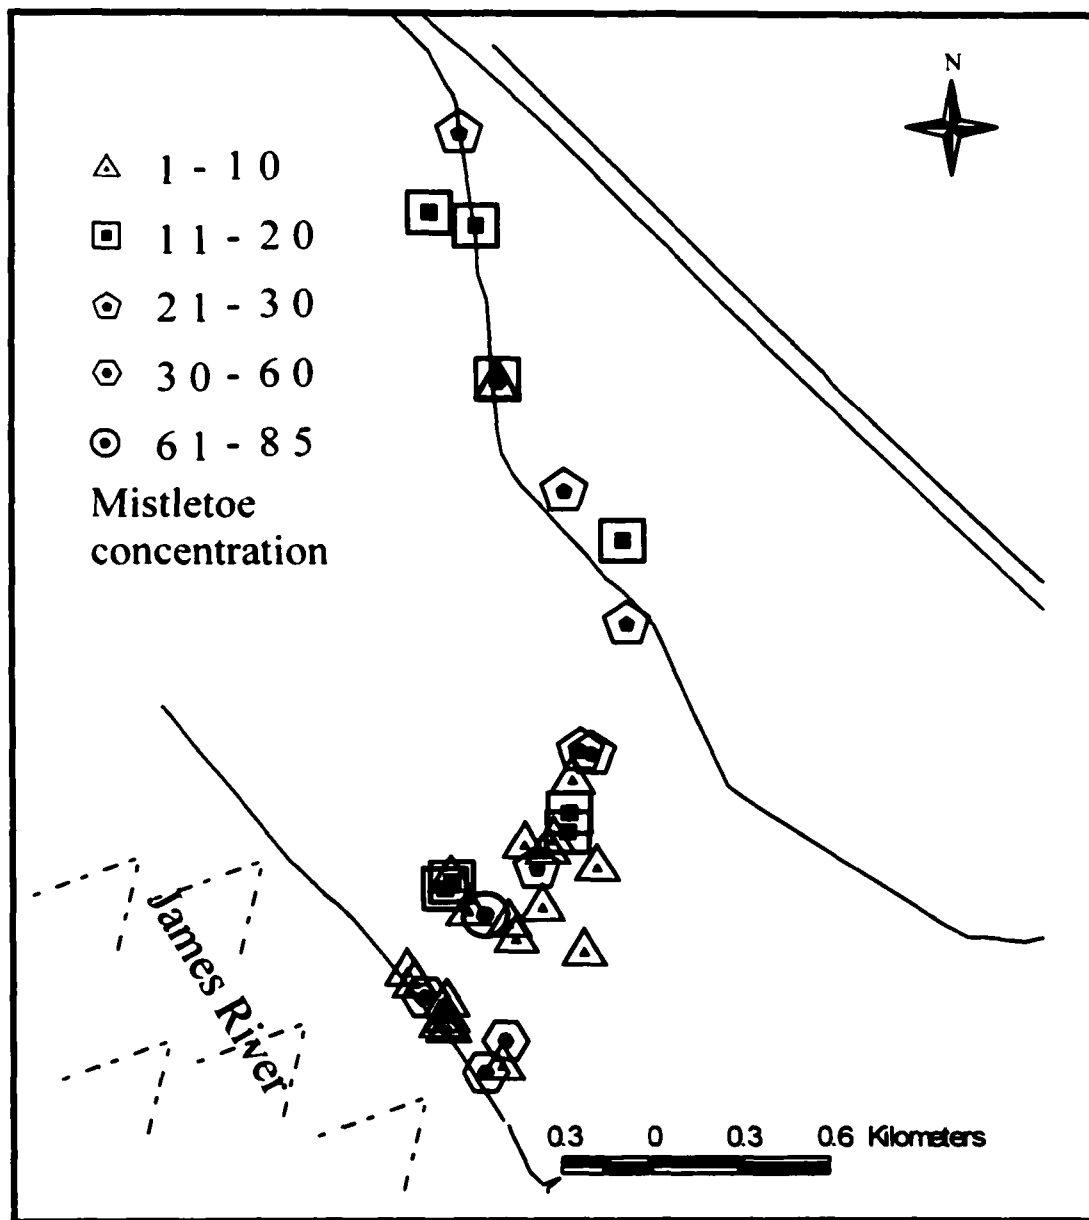 N
1 - 10
11 - 20
21 - 30
30 - 60
61 - 85
Mistletoe
concentration
James River
0.3 0 0.3 0.6 Kilometers